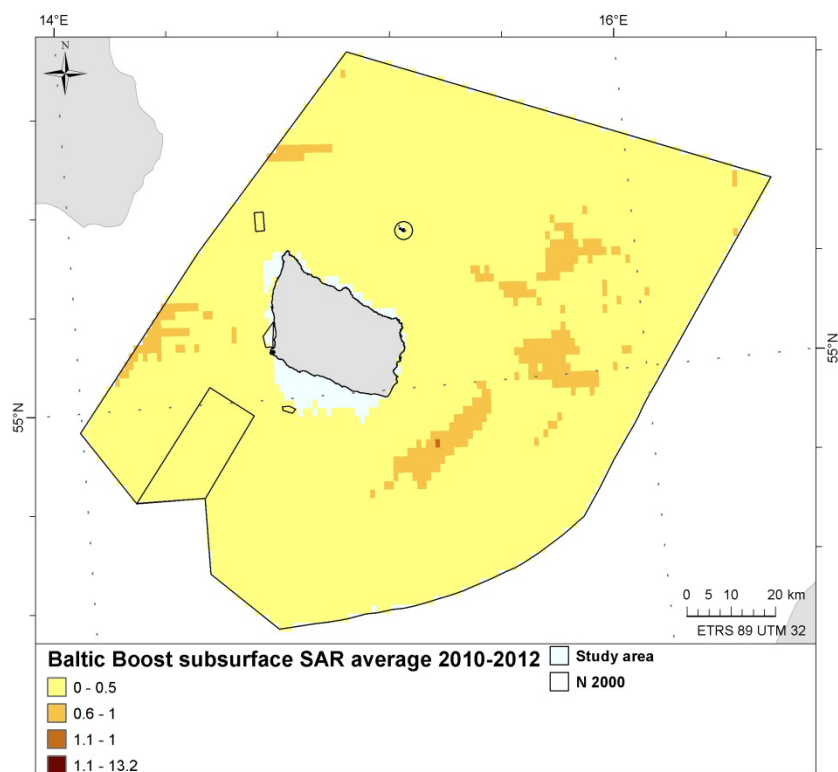 14°E
16°E
N
55°N
55°N
0 5 10 20 km
ETRS 89 UTM 32
Baltic Boost subsurface SAR average 2010-2012
0 - 0.5
0.6 - 1
1.1 - 1
1.1 - 13.2
Study area
N 2000